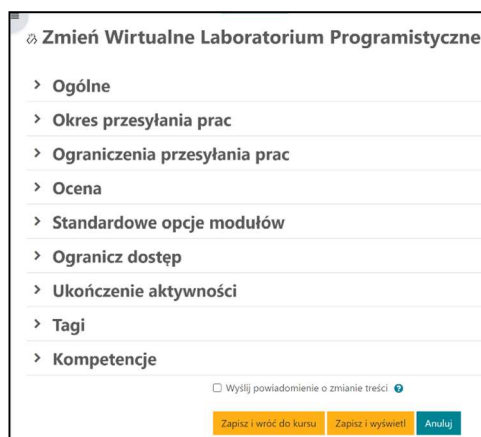 Zmień Wirtualne Laboratorium Programistyczne
Ogólne
Okres przesyłania prac
Ograniczenia przesyłania prac
Ocena
Standardowe opcje modułów
Ogranicz dostęp
Ukończenie aktywności
Tagi
Kompetencje
Wyślij powiadomienie o zmianie treści
Zapisz i wróć do kursu Zapisz i wyświetl Anuluj